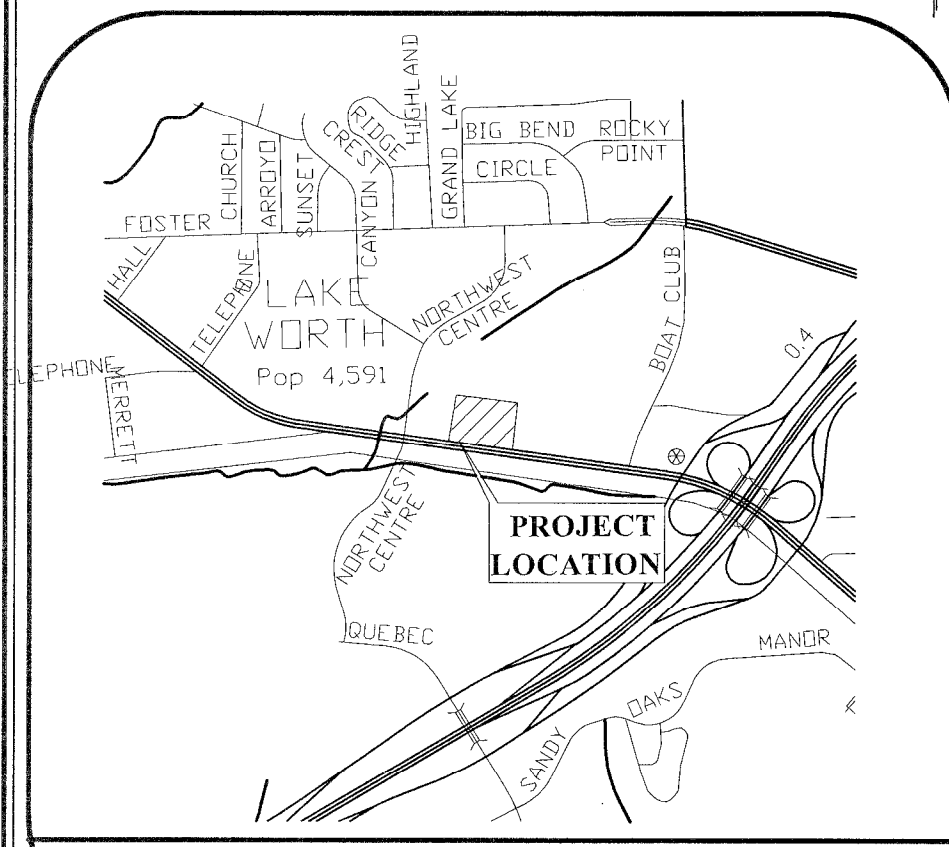 HIGHLAND
RIDGE
CREST
GRAND LAKE
BIG BEND
ROCKY
POINT
CIRCLE
CHURCH
ARROYO
SUNSET
CANYON
FOSTER
HALL
TELEPHONE
LAKE
WORTH
Pop 4,591
NORTHWEST
CENTRE
BOAT CLUB
0.4
ELEPHONE
MERRETT
PROJECT
LOCATION
NORTHWEST
CENTRE
QUEBEC
MANOR
OAKS
SANDY